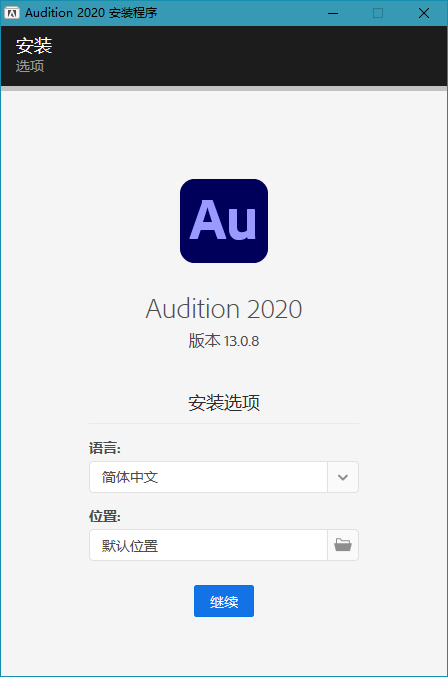 Audition 2020 安装程序
安装
选项
Au
Audition 2020
版本 13.0.8
安装选项
语言:
简体中文
位置:
默认位置
继续